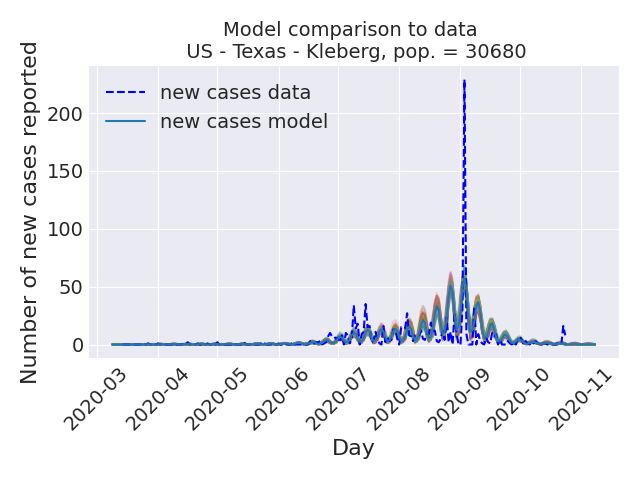 Model comparison to data
US - Texas - Kleberg, pop. = 30680
new cases data
new cases model
Number of new cases reported
200
150
100
50
0
2020-03
2020-04
2020-05
2020-06
2020-07
2020-08
2020-09
2020-10
2020-11
Day